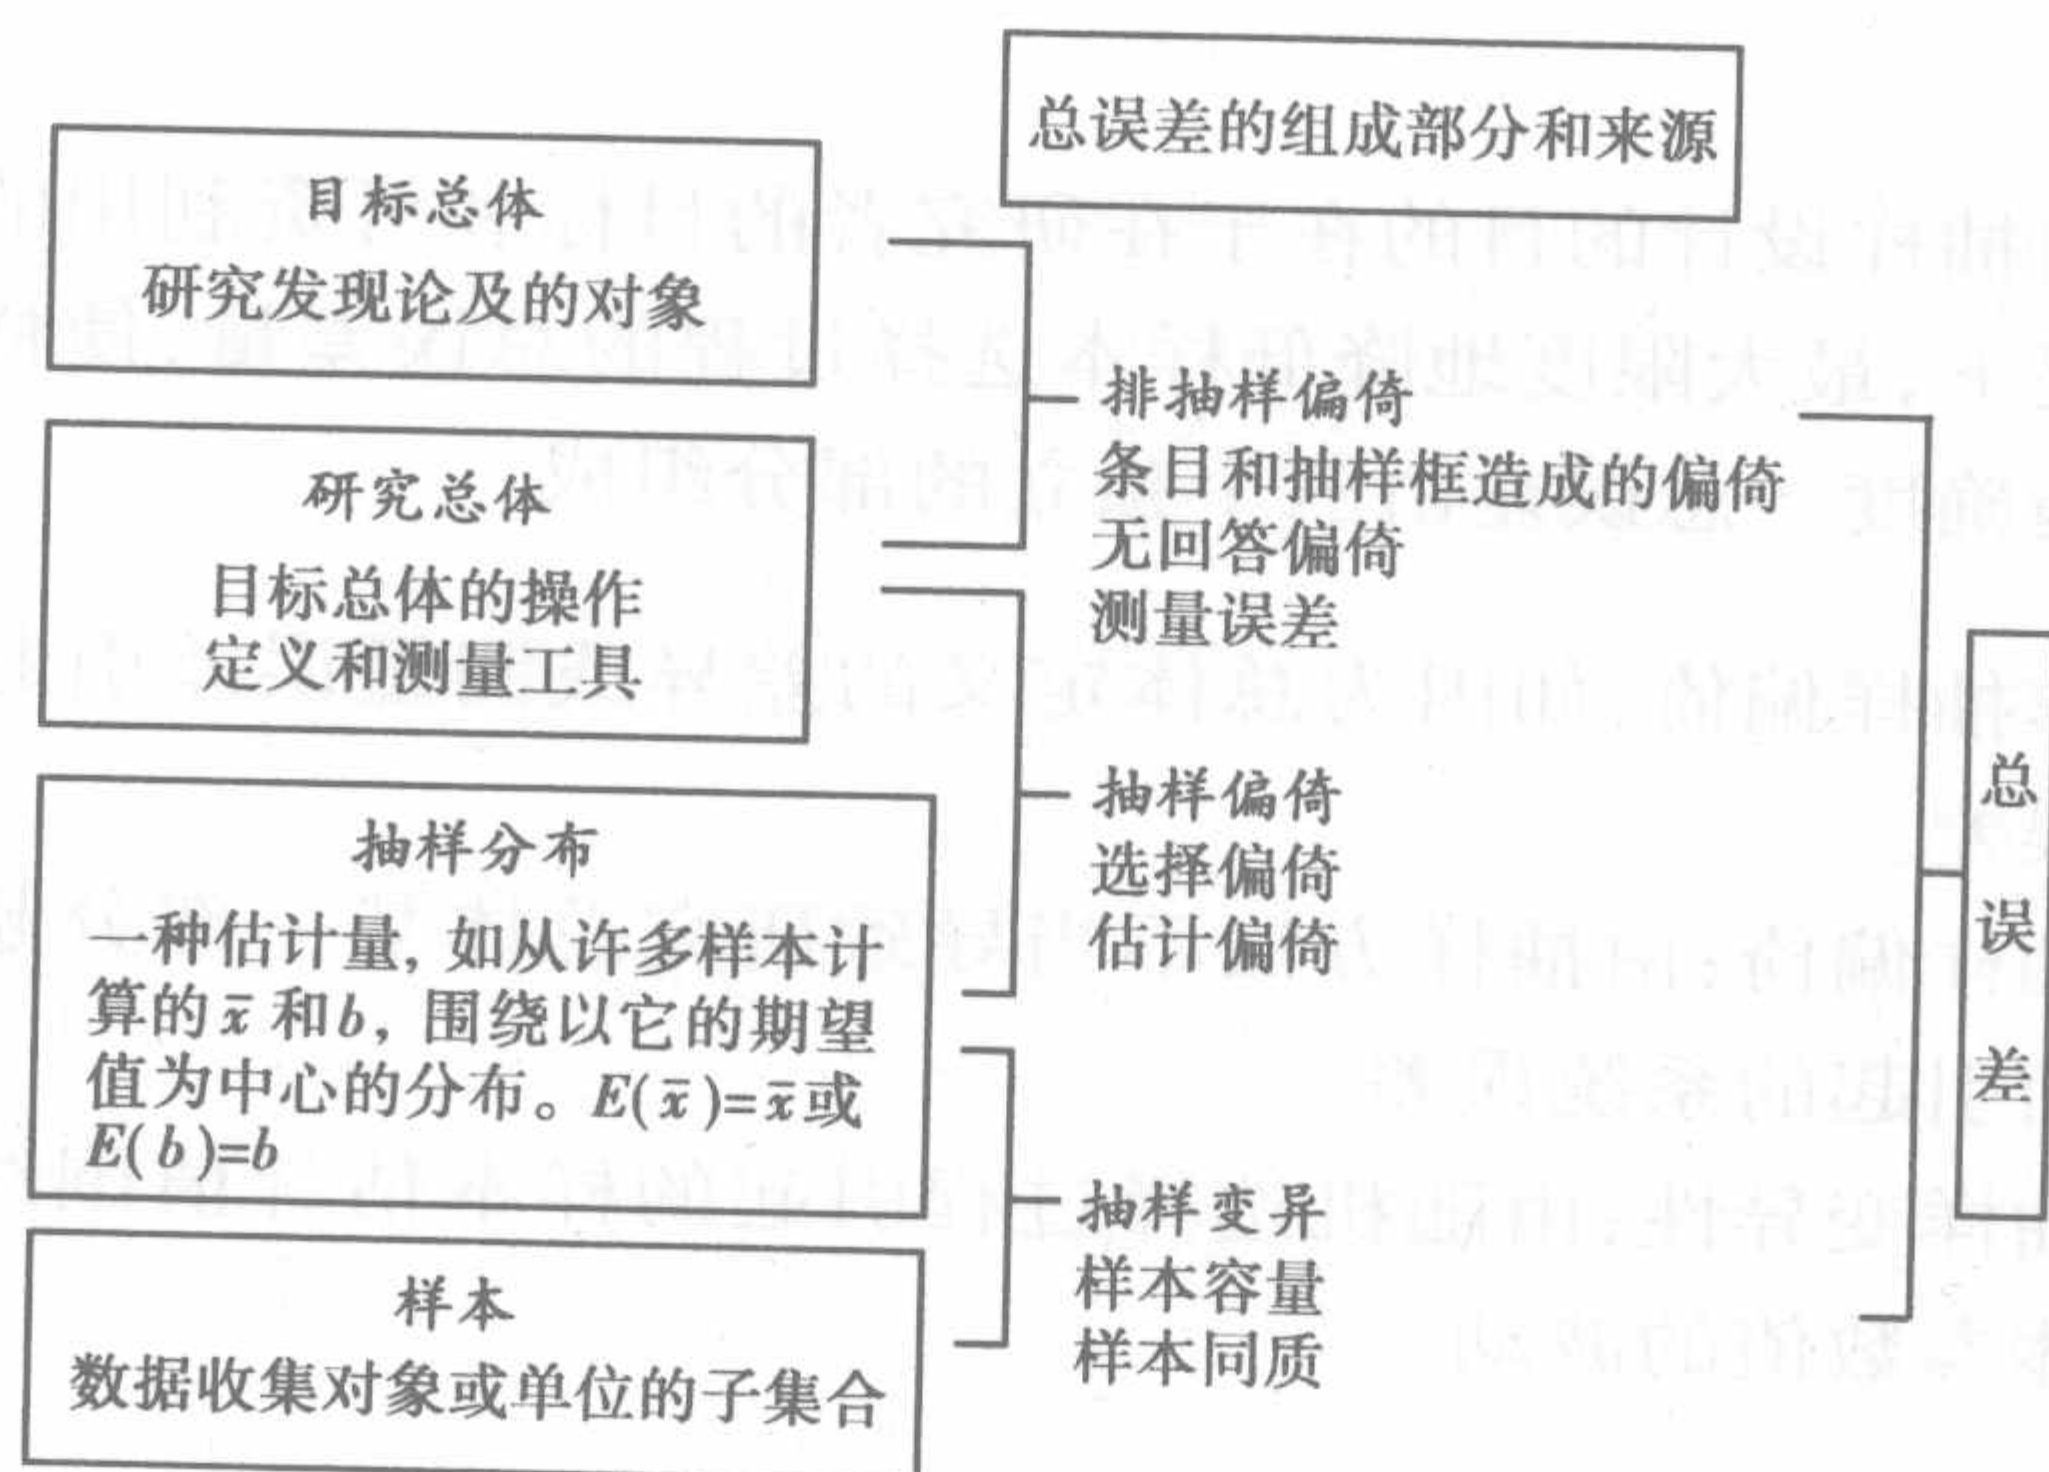 总误差的组成部分和来源
目标总体
研究发现论及的对象
研究总体
目标总体的操作
定义和测量工具
抽样分布
一种估计量, 如从许多样本计
算的 x̄ 和b, 围绕以它的期望
值为中心的分布。E(x̄)=x̄或
E(b)=b
样本
数据收集对象或单位的子集合
排抽样偏倚
条目和抽样框造成的偏倚
无回答偏倚
测量误差
抽样偏倚
选择偏倚
估计偏倚
抽样变异
样本容量
样本同质
总
误
差